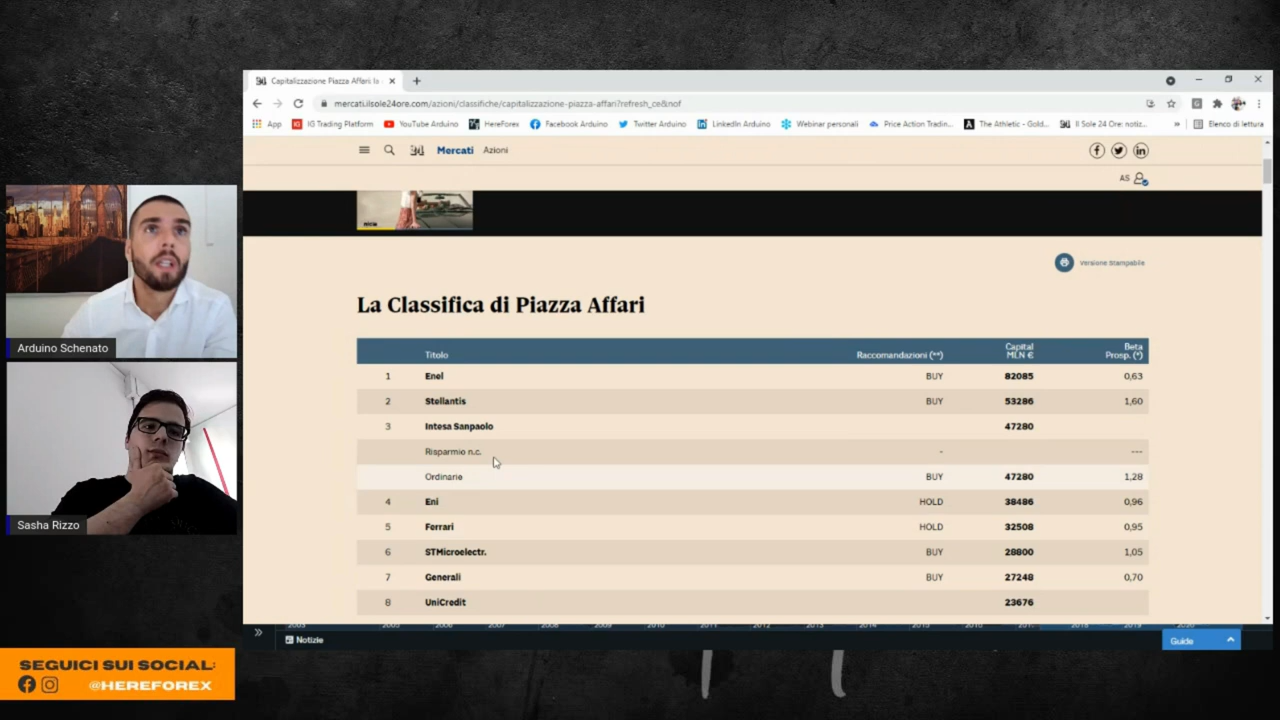 Capitalizzazione Piazza Affari lo
mercati.ilsole24ore.com/azioni/classifiche/capitalizzazione-piazza-affari?refresh_ce&nof
App IG Trading Platform YouTube Arduino HereForex Facebook Arduino Twitter Arduino LinkedIn Arduino Webinar personali Price Action Tradin... The Athletic - Gold... Il Sole 24 Ore: notiz... » Elenco di lettura
24 Mercati Azioni
AS
Versione Stampabile
La Classifica di Piazza Affari
Titolo Raccomandazioni (**) Capital MLN € Beta Prosp. (*)
1 Enel BUY 82085 0,63
2 Stellantis BUY 53286 1,60
3 Intesa Sanpaolo 47280
Risparmio n.c. - ---
Ordinarie BUY 47280 1,28
4 Eni HOLD 38486 0,96
5 Ferrari HOLD 32508 0,95
6 STMicroelectr. BUY 28800 1,05
7 Generali BUY 27248 0,70
8 UniCredit 23676
Notizie
Guide
Arduino Schenato
Sasha Rizzo
SEGUICI SUI SOCIAL:
@HEREFOREX